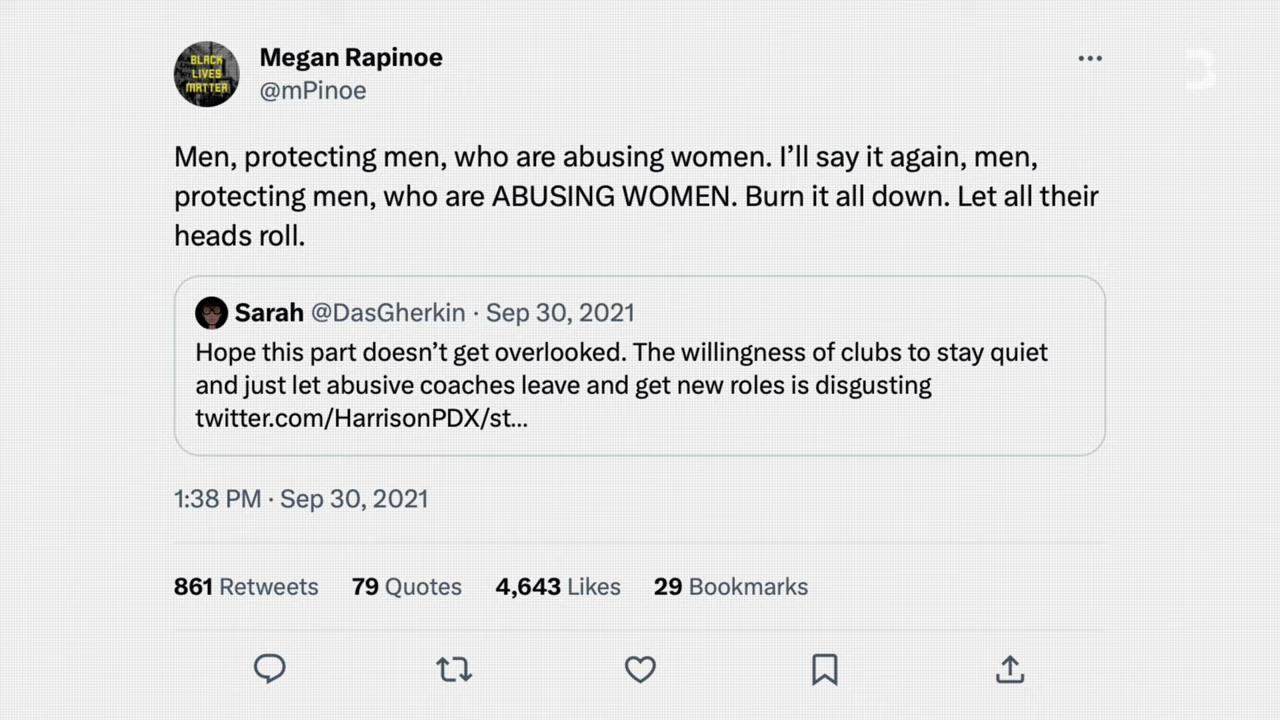 BLACK
LIVES
MATTER
Megan Rapinoe
@mPinoe
Men, protecting men, who are abusing women. I’ll say it again, men,
protecting men, who are ABUSING WOMEN. Burn it all down. Let all their
heads roll.
Sarah @DasGherkin · Sep 30, 2021
Hope this part doesn’t get overlooked. The willingness of clubs to stay quiet
and just let abusive coaches leave and get new roles is disgusting
twitter.com/HarrisonPDX/st...
1:38 PM · Sep 30, 2021
861 Retweets 79 Quotes 4,643 Likes 29 Bookmarks